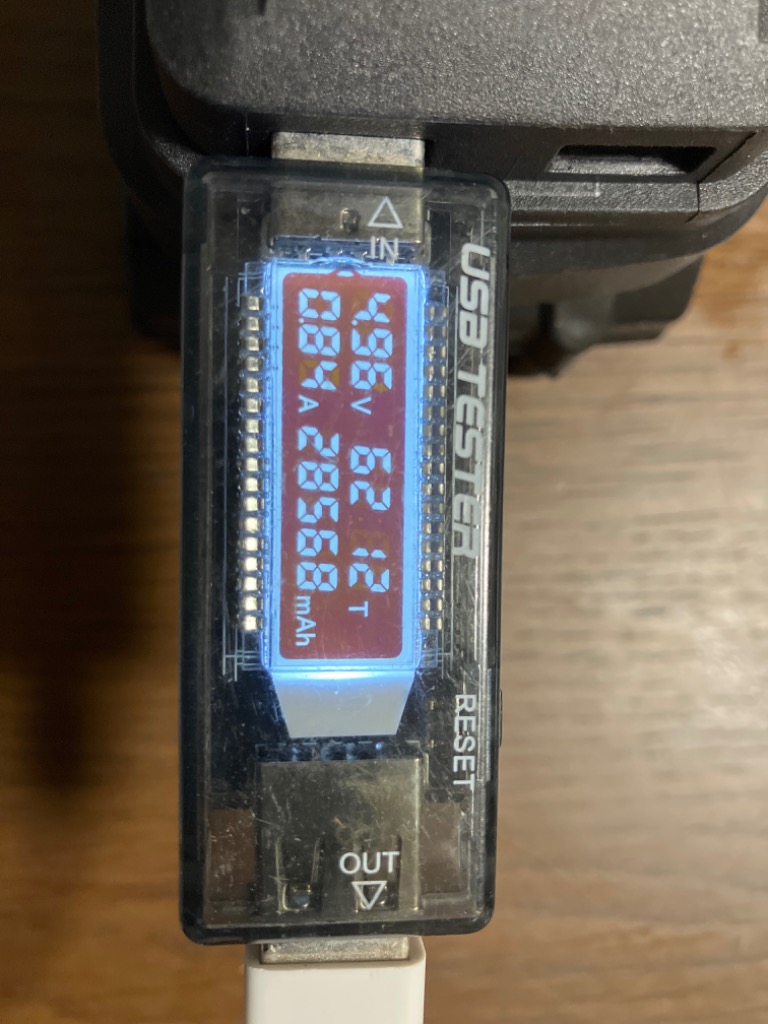 IN
USB TESTER
4.96 V 62 12 T
0.84 A 28568 mAh
RESET
OUT